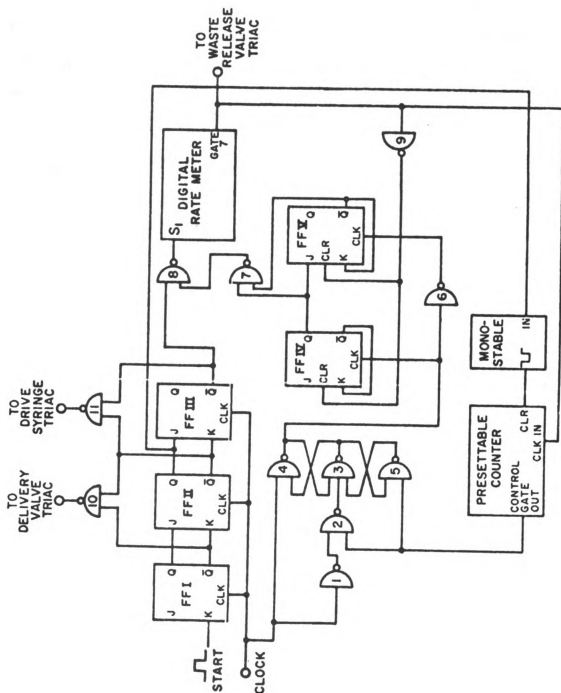 TO
DELIVERY
VALVE
TRIAC
TO
DRIVE
SYRINGE
TRIAC
10
11
START
J
Q
FF I
K
Q̅
CLK
J
Q
FF II
K
Q̅
CLK
J
Q
FF III
K
Q̅
CLK
CLOCK
8
S1
DIGITAL
RATE METER
GATE
7
TO
WASTE
RELEASE
VALVE
TRIAC
7
J
Q
FF IV
CLR
K
Q̅
CLK
J
Q
FF V
CLR
K
Q̅
CLK
9
6
4
3
5
2
1
PRESETTABLE
COUNTER
CONTROL
GATE
OUT
CLR
CLK IN
MONO-
STABLE
IN